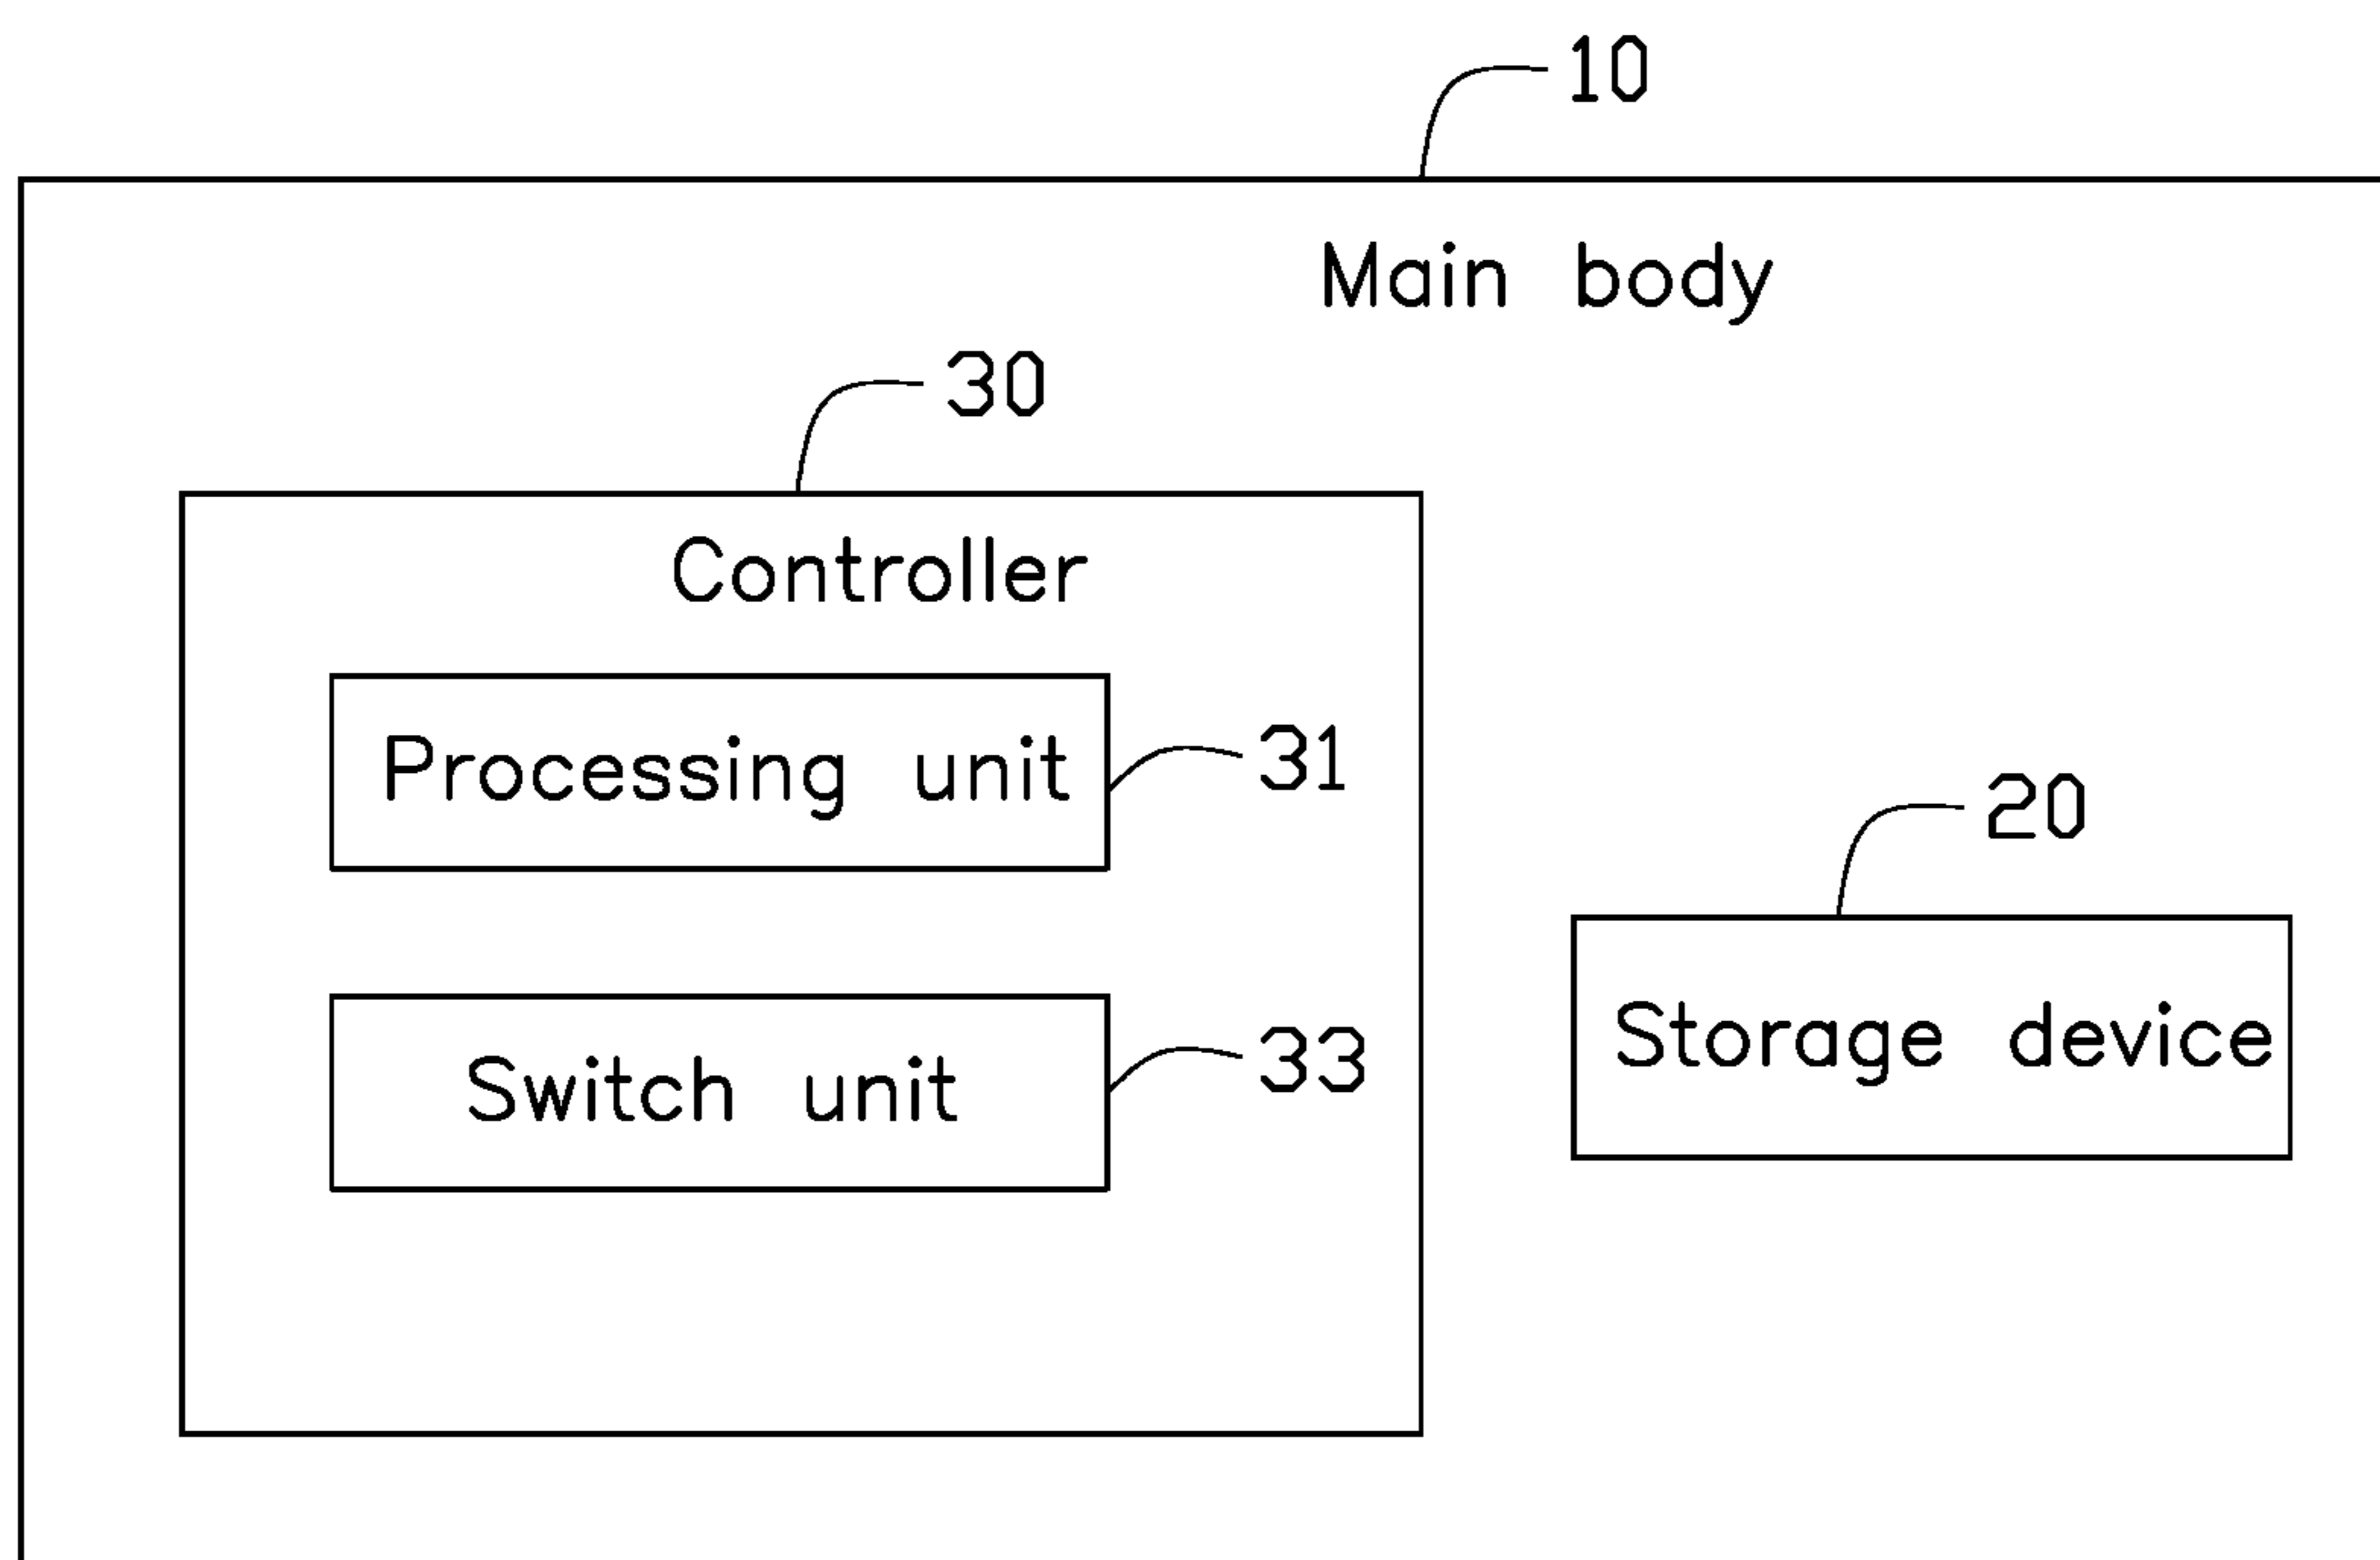 10
Main body
30
Controller
Processing unit
31
20
Storage device
Switch unit
33